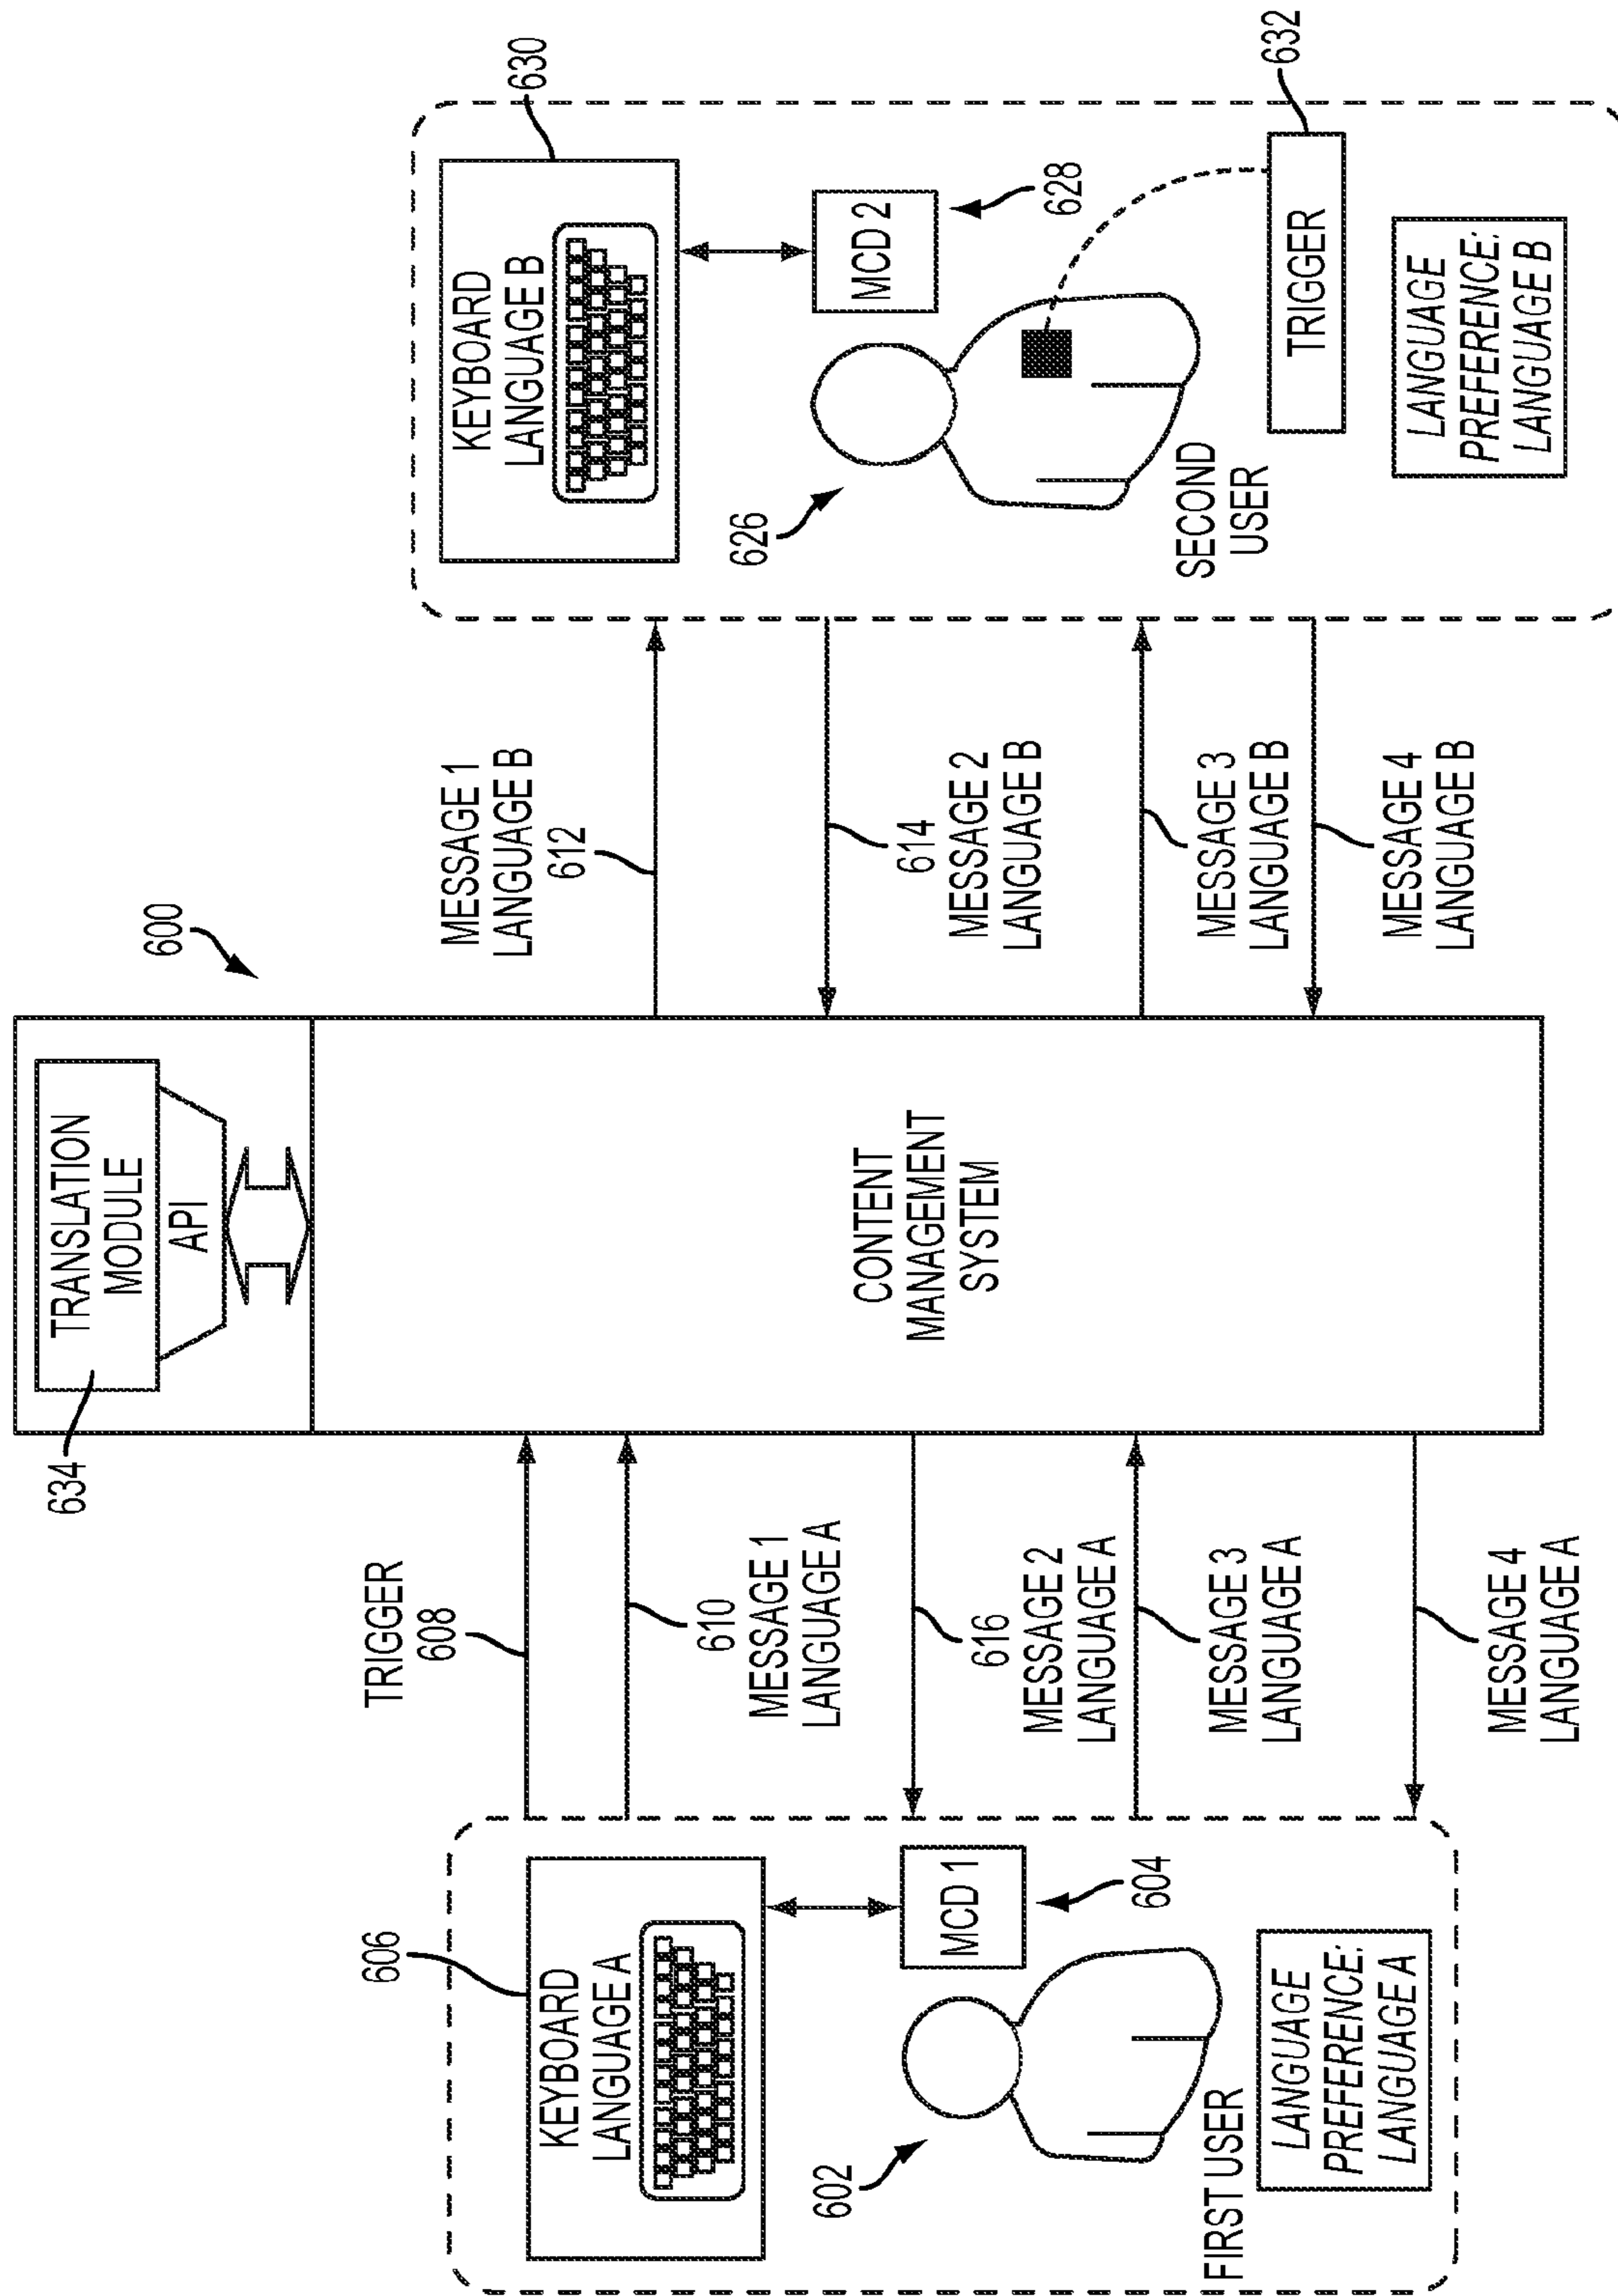 600
634
TRANSLATION
MODULE
API
CONTENT
MANAGEMENT
SYSTEM
606
KEYBOARD
LANGUAGE A
MCD 1
604
602
FIRST USER
LANGUAGE
PREFERENCE:
LANGUAGE A
TRIGGER
608
610
MESSAGE 1
LANGUAGE A
616
MESSAGE 2
LANGUAGE A
MESSAGE 3
LANGUAGE A
MESSAGE 4
LANGUAGE A
MESSAGE 1
LANGUAGE B
612
614
MESSAGE 2
LANGUAGE B
MESSAGE 3
LANGUAGE B
MESSAGE 4
LANGUAGE B
630
KEYBOARD
LANGUAGE B
MCD 2
628
626
SECOND
USER
632
TRIGGER
LANGUAGE
PREFERENCE:
LANGUAGE B